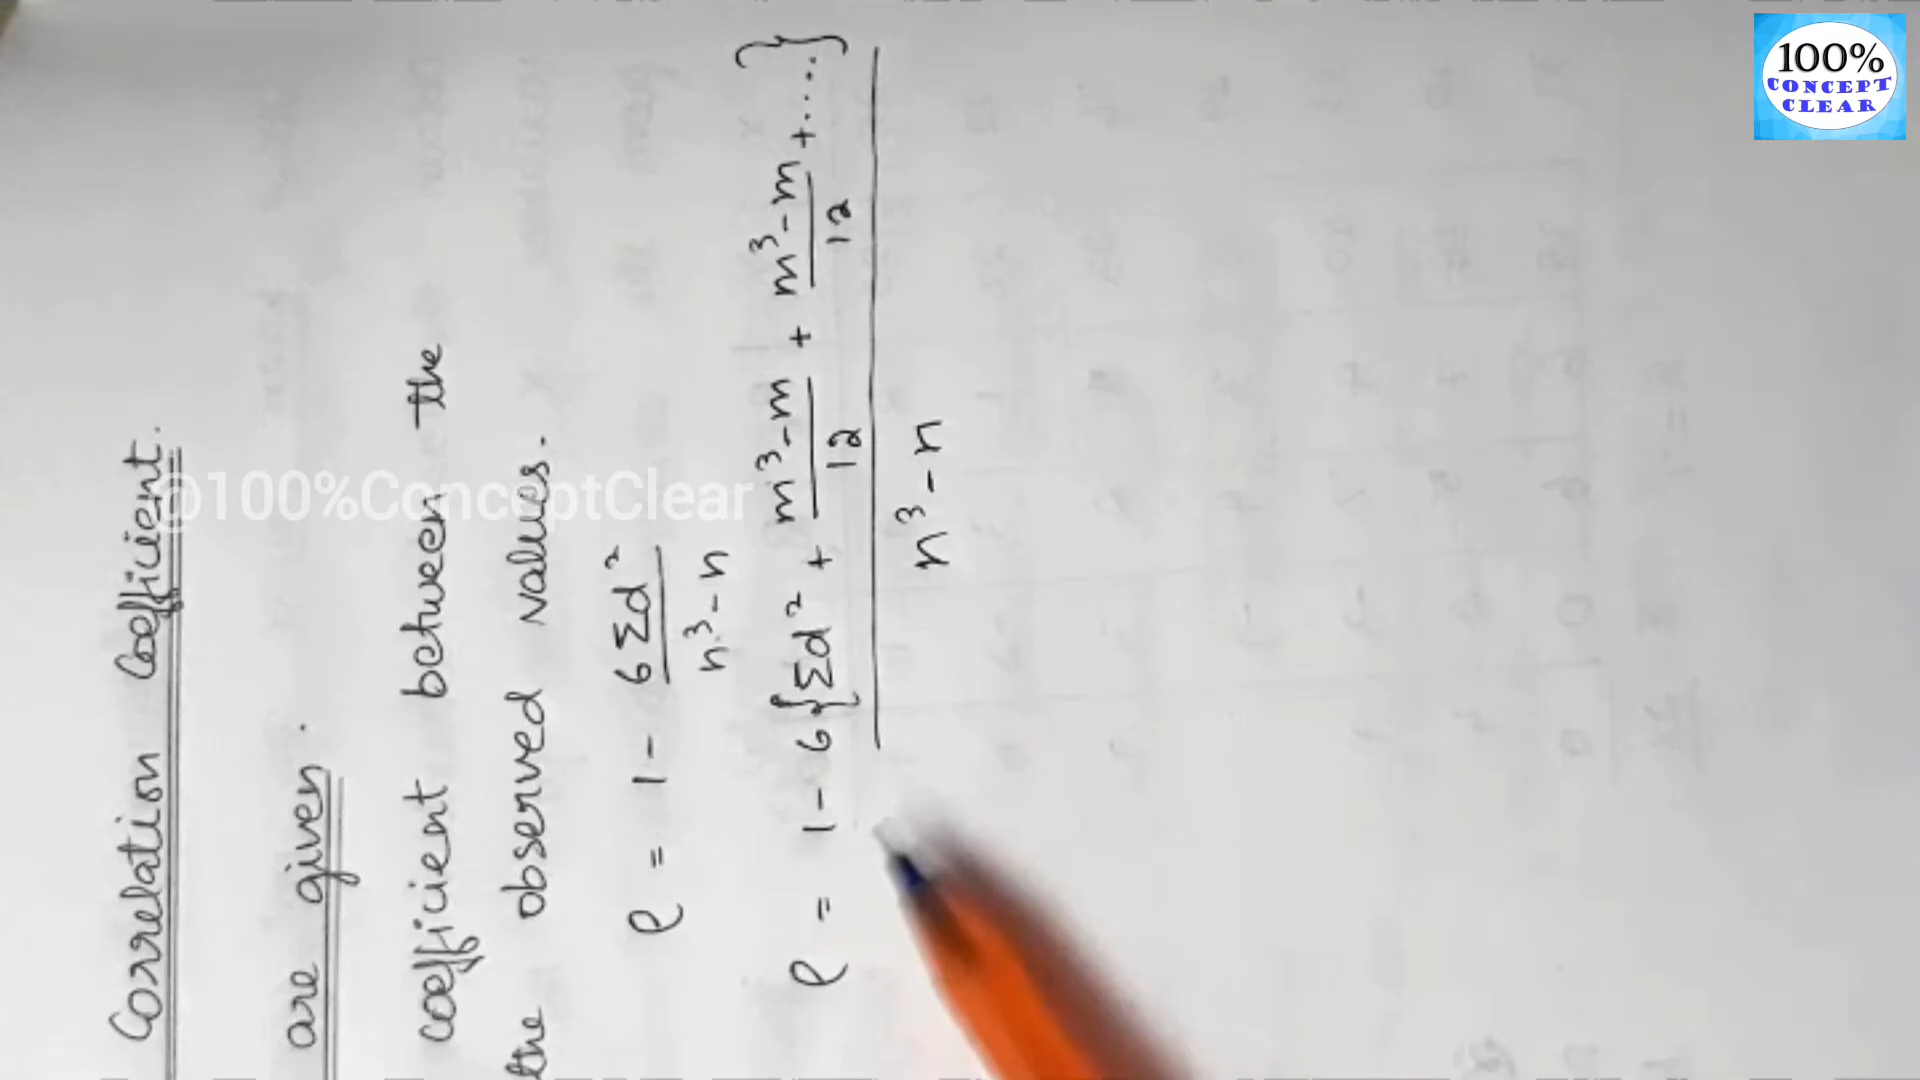 Correlation Coefficient.
are given.
coefficient between the
the observed values.
ρ = 1 - 6Σd² / n³-n
ρ = 1 - 6{Σd² + m³-m / 12 + m³-m / 12 + .....} / n³-n
@100%ConceptClear
100%
CONCEPT
CLEAR